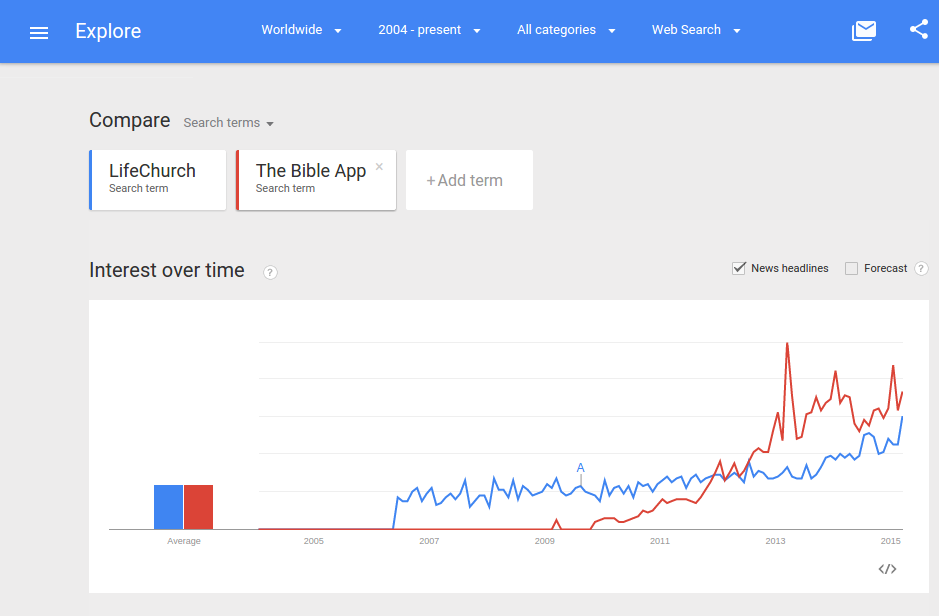 Explore Worldwide 2004 - present All categories Web Search
Compare Search terms
LifeChurch
Search term
The Bible App ×
Search term
+Add term
Interest over time ? News headlines Forecast ?
A
Average 2005 2007 2009 2011 2013 2015
</>